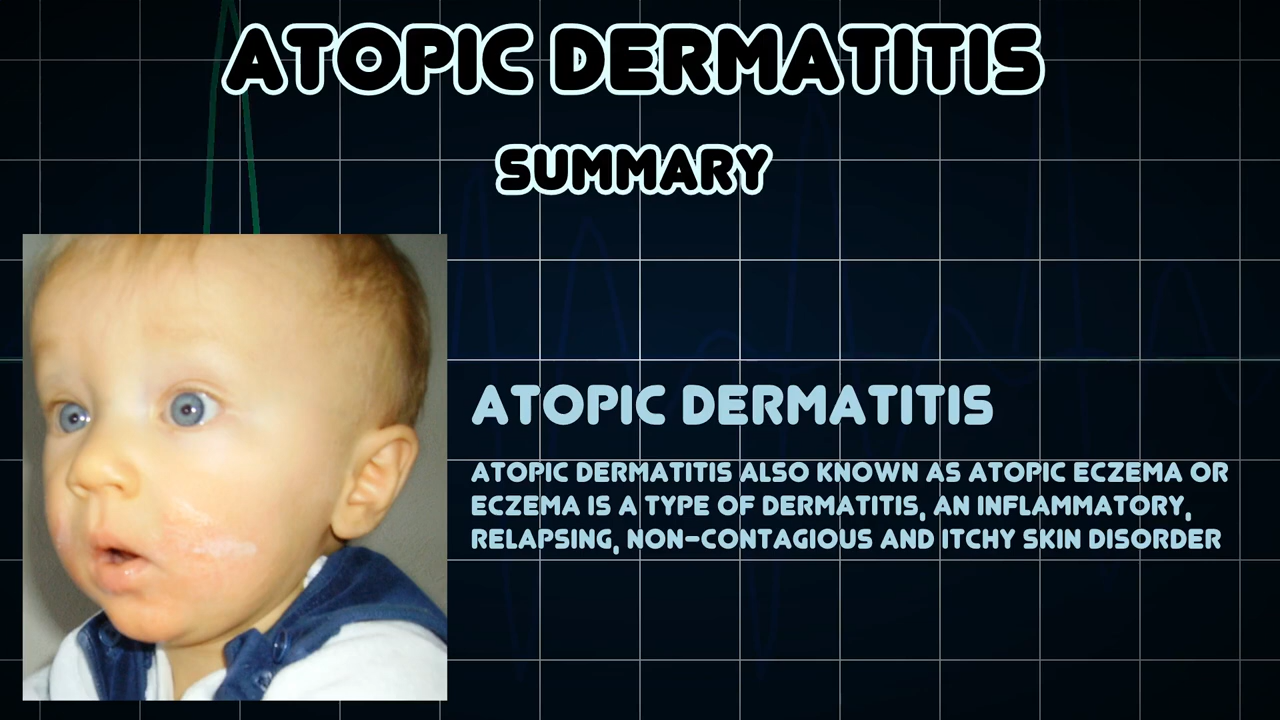 ATOPIC DERMATITIS
SUMMARY
ATOPIC DERMATITIS
ATOPIC DERMATITIS ALSO KNOWN AS ATOPIC ECZEMA OR
ECZEMA IS A TYPE OF DERMATITIS, AN INFLAMMATORY,
RELAPSING, NON-CONTAGIOUS AND ITCHY SKIN DISORDER